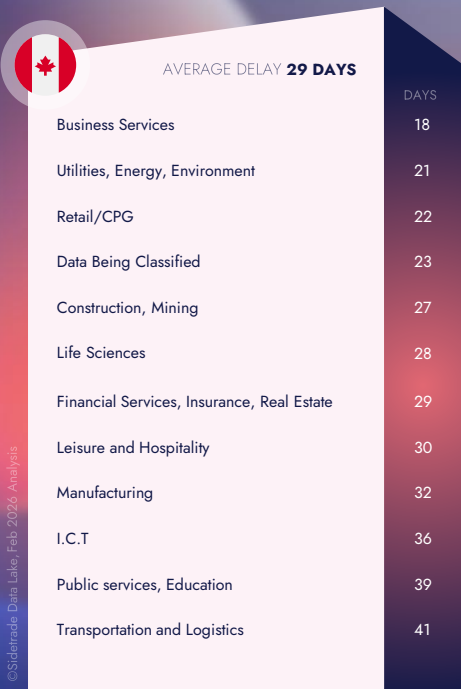 AVERAGE DELAY 29 DAYS
DAYS
Business Services 18
Utilities, Energy, Environment 21
Retail/CPG 22
Data Being Classified 23
Construction, Mining 27
Life Sciences 28
Financial Services, Insurance, Real Estate 29
Leisure and Hospitality 30
Manufacturing 32
I.C.T 36
Public services, Education 39
Transportation and Logistics 41
©Sidetrade Data Lake, Feb 2026 Analysis